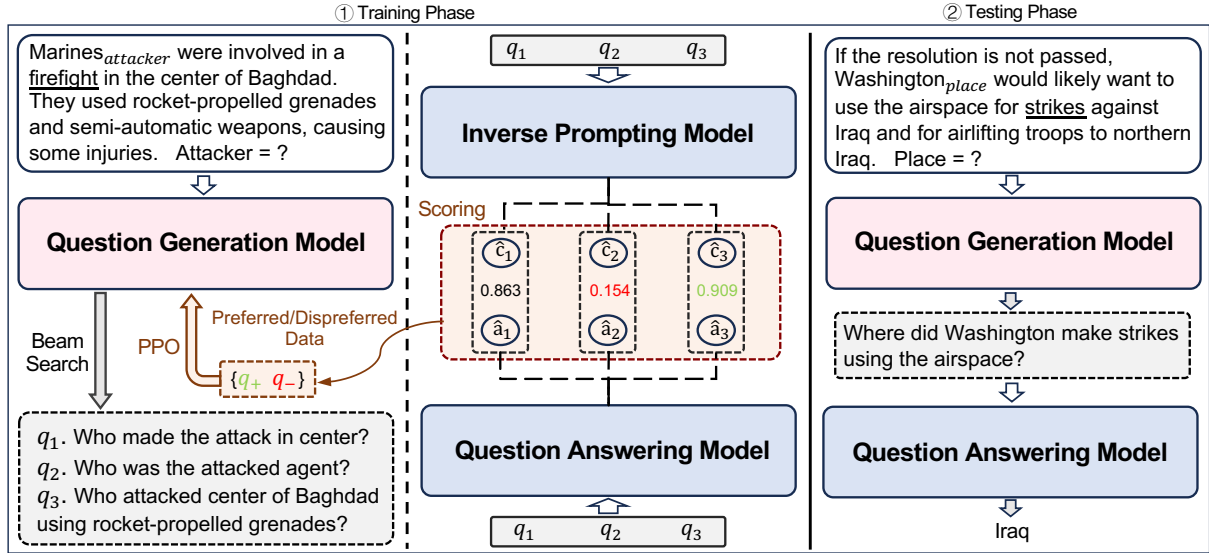 ① Training Phase
② Testing Phase
Marines_attacker were involved in a
firefight in the center of Baghdad.
They used rocket-propelled grenades
and semi-automatic weapons, causing
some injuries. Attacker = ?
Question Generation Model
Beam
Search
PPO
Preferred/Dispreferred
Data
{q₊ q₋}
q₁. Who made the attack in center?
q₂. Who was the attacked agent?
q₃. Who attacked center of Baghdad
using rocket-propelled grenades?
q₁ q₂ q₃
Inverse Prompting Model
Scoring
ĉ₁ ĉ₂ ĉ₃
0.863 0.154 0.909
â₁ â₂ â₃
Question Answering Model
q₁ q₂ q₃
If the resolution is not passed,
Washington_place would likely want to
use the airspace for strikes against
Iraq and for airlifting troops to northern
Iraq. Place = ?
Question Generation Model
Where did Washington make strikes
using the airspace?
Question Answering Model
Iraq